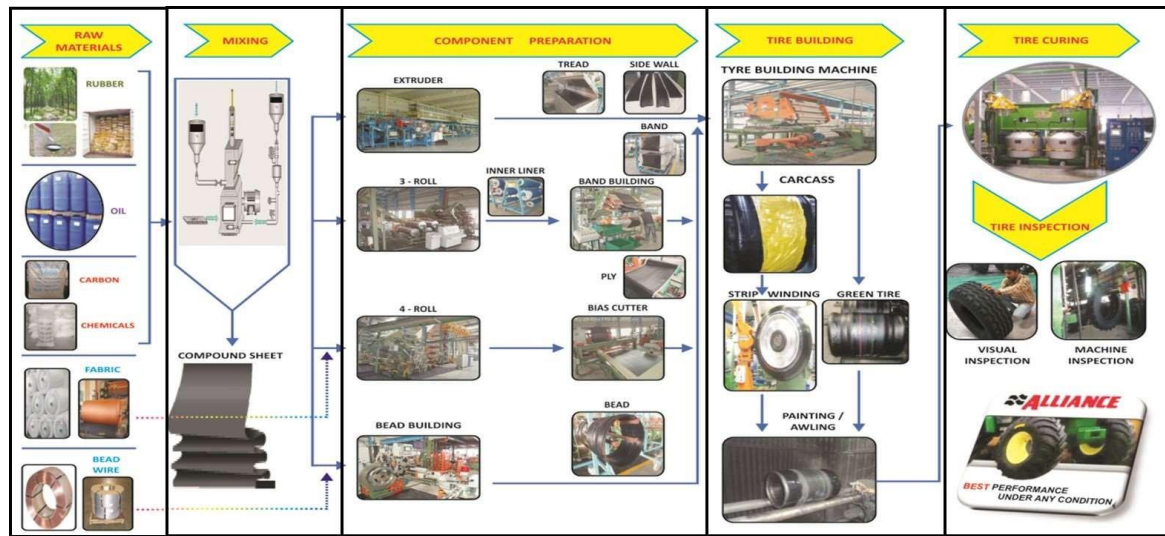 RAW
MATERIALS
RUBBER
OIL
CARBON
CHEMICALS
FABRIC
BEAD
WIRE
MIXING
COMPOUND SHEET
COMPONENT PREPARATION
EXTRUDER
TREAD
SIDE WALL
BAND
3 - ROLL
INNER LINER
BAND BUILDING
PLY
4 - ROLL
BIAS CUTTER
BEAD BUILDING
BEAD
TIRE BUILDING
TYRE BUILDING MACHINE
CARCASS
STRIP WINDING
GREEN TIRE
PAINTING /
AWLING
TIRE CURING
TIRE INSPECTION
VISUAL
INSPECTION
MACHINE
INSPECTION
ALLIANCE
BEST PERFORMANCE
UNDER ANY CONDITION